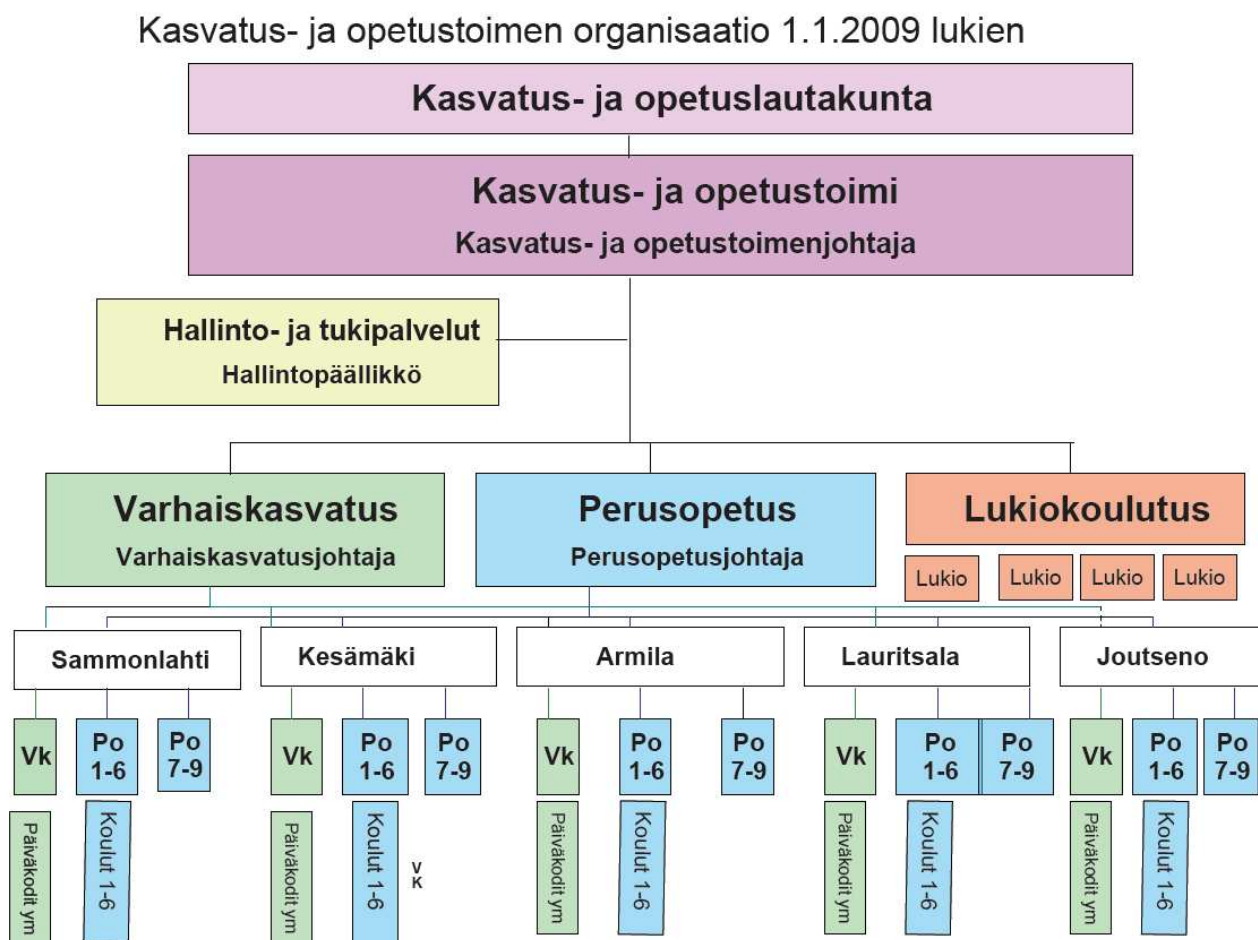 Kasvatus- ja opetustoimen organisaatio 1.1.2009 lukien
Kasvatus- ja opetuslautakunta
Kasvatus- ja opetustoimi
Kasvatus- ja opetustoimenjohtaja
Hallinto- ja tukipalvelut
Hallintopäällikkö
Varhaiskasvatus
Varhaiskasvatusjohtaja
Perusopetus
Perusopetusjohtaja
Lukiokoulutus
Lukio
Lukio
Lukio
Lukio
Sammonlahti
Kesämäki
Armila
Lauritsala
Joutseno
Vk
Po
1-6
Po
7-9
Vk
Po
1-6
Po
7-9
Vk
Po
1-6
Po
7-9
Vk
Po
1-6
Po
7-9
Vk
Po
1-6
Po
7-9
Päiväkodit ym
Koulut 1-6
Päiväkodit ym
Koulut 1-6
V
K
Päiväkodit ym
Koulut 1-6
Päiväkodit ym
Koulut 1-6
Päiväkodit ym
Koulut 1-6